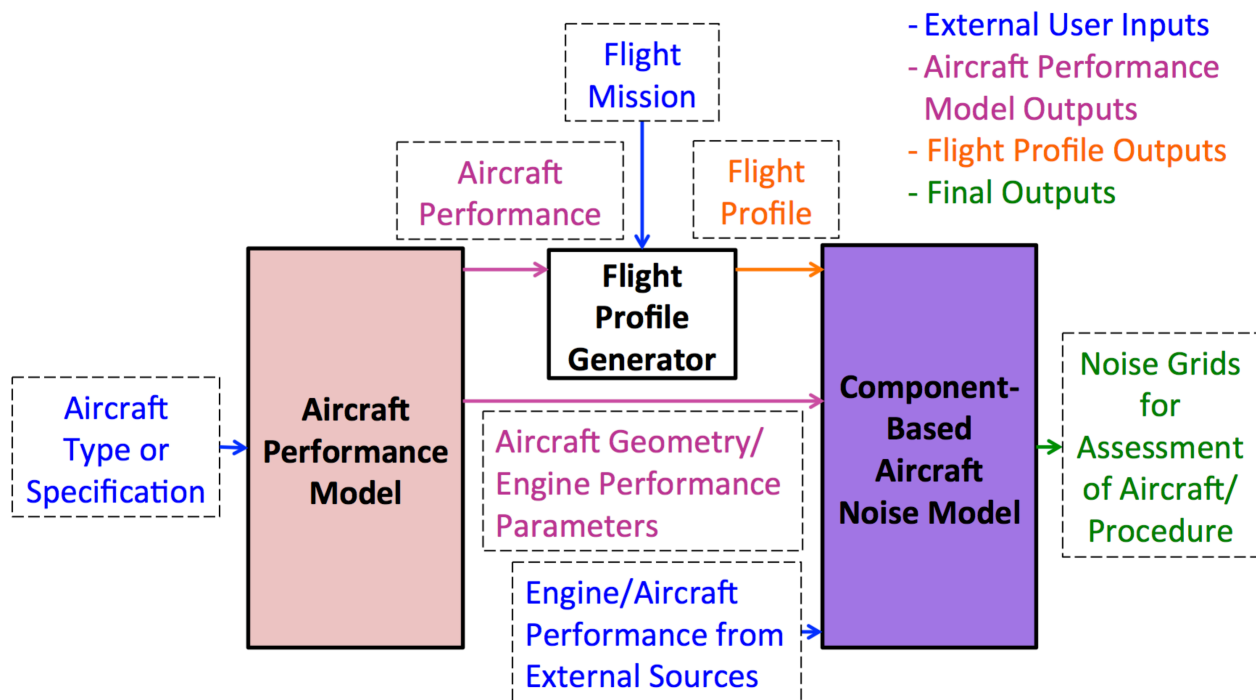 Flight
Mission
- External User Inputs
- Aircraft Performance
Model Outputs
- Flight Profile Outputs
- Final Outputs
Aircraft
Performance
Flight
Profile
Flight
Profile
Generator
Aircraft
Type or
Specification
Aircraft
Performance
Model
Aircraft Geometry/
Engine Performance
Parameters
Component-
Based
Aircraft
Noise Model
Noise Grids
for
Assessment
of Aircraft/
Procedure
Engine/Aircraft
Performance from
External Sources